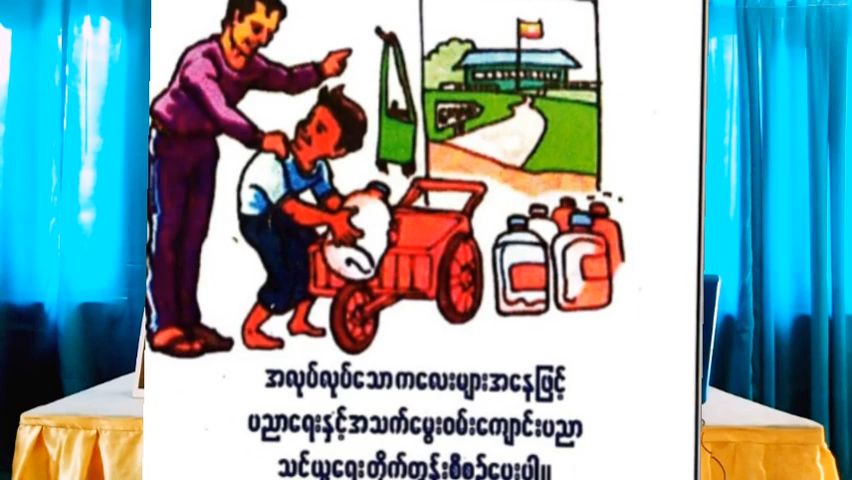 အလုပ်လုပ်သောကလေးများအနေဖြင့်
ပညာရေးနှင့်အသက်မွေးဝမ်းကျောင်းပညာ
သင်ယူရေးတိုက်တွန်းစီစဉ်ပေးပါ။